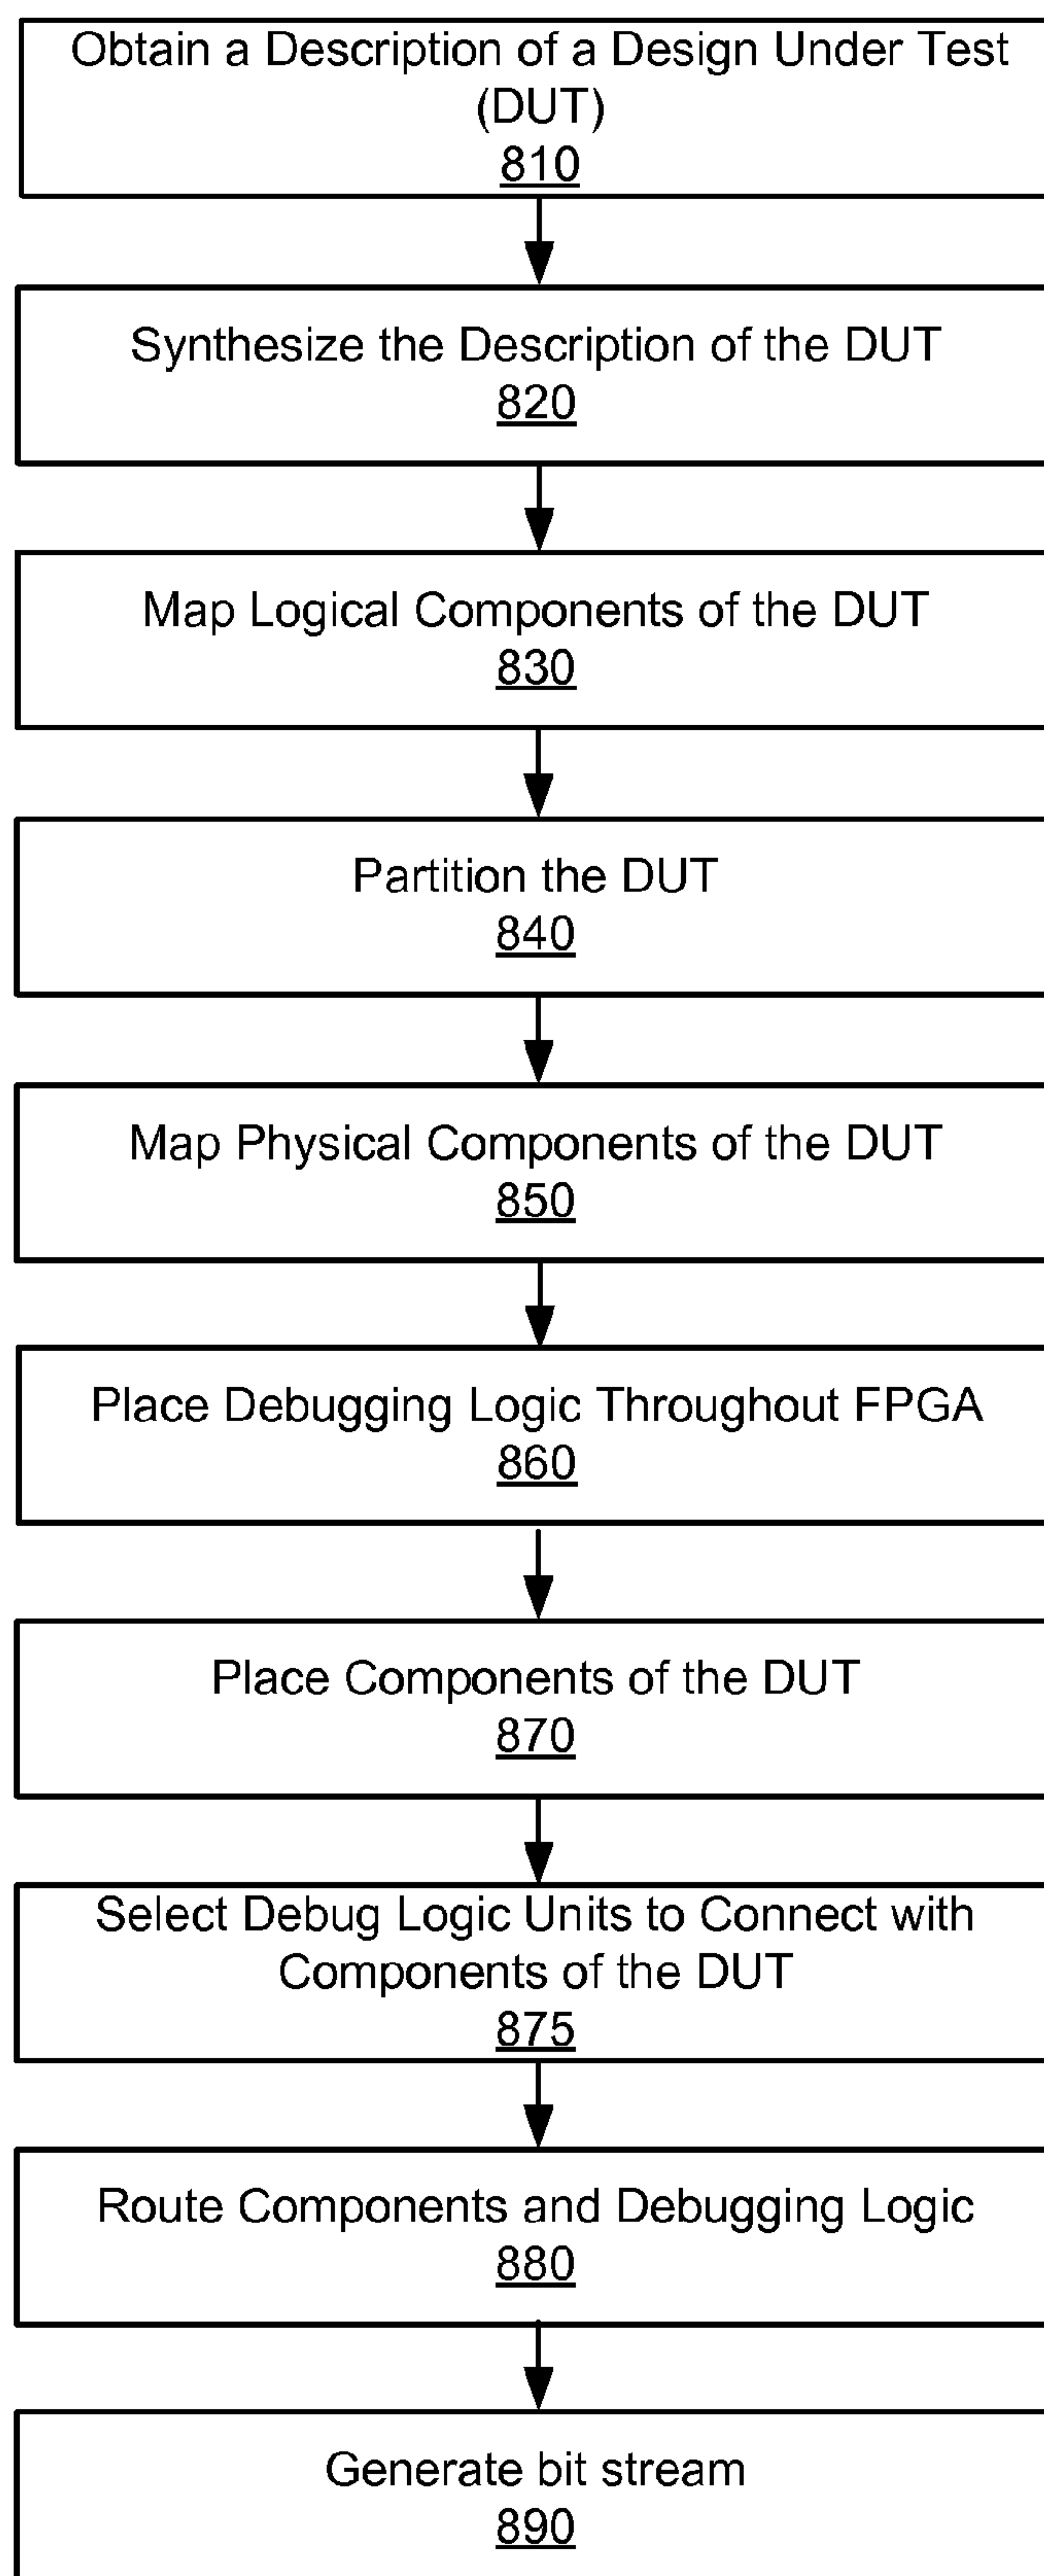 Obtain a Description of a Design Under Test
(DUT)
810
Synthesize the Description of the DUT
820
Map Logical Components of the DUT
830
Partition the DUT
840
Map Physical Components of the DUT
850
Place Debugging Logic Throughout FPGA
860
Place Components of the DUT
870
Select Debug Logic Units to Connect with
Components of the DUT
875
Route Components and Debugging Logic
880
Generate bit stream
890